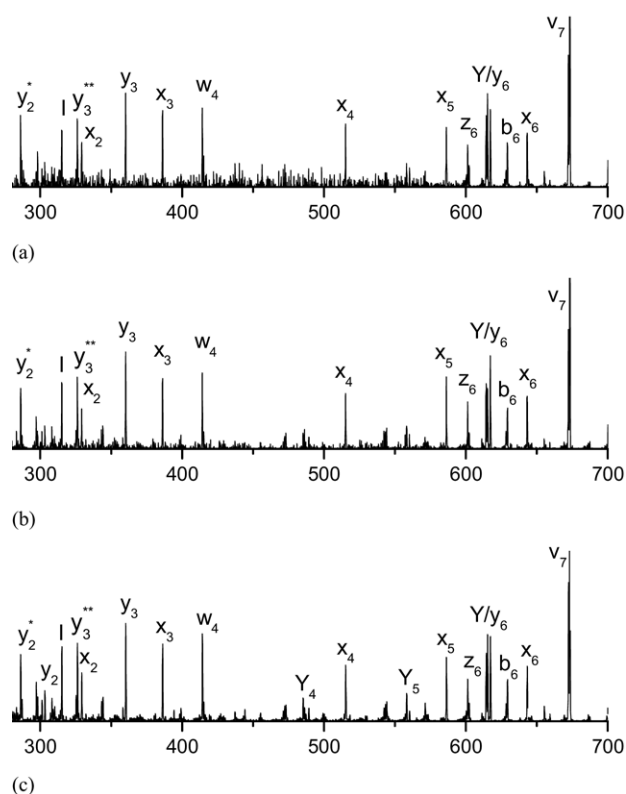 y₂* I y₃** x₂ y₃ x₃ w₄ x₄ x₅ z₆ Y/y₆ b₆ x₆ v₇
300 400 500 600 700
(a)
y₂* I y₃** x₂ y₃ x₃ w₄ x₄ x₅ z₆ Y/y₆ b₆ x₆ v₇
300 400 500 600 700
(b)
y₂* y₂ I y₃** x₂ y₃ x₃ w₄ Y₄ x₄ Y₅ x₅ z₆ Y/y₆ b₆ x₆ v₇
300 400 500 600 700
(c)